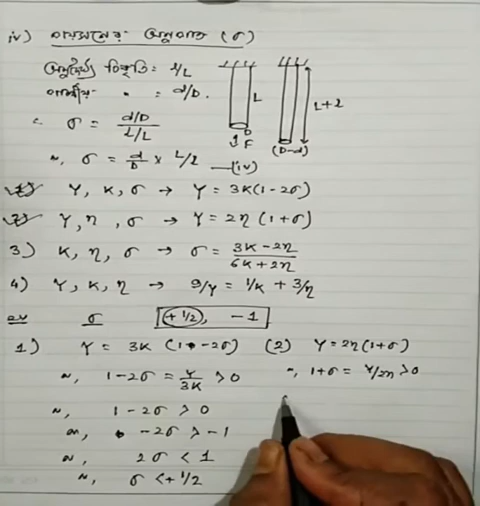 iv) পয়সনের অনুপাত (σ)
অনুদৈর্ঘ্য বিকৃতি = l/L
পার্শ্বীয় " = d/D.
L
L+l
D
F
(D-d)
∴ σ = (d/D)/(l/L)
~, σ = d/D × L/l —(iv)
1) Y, K, σ → Y = 3K(1-2σ)
2) Y, η, σ → Y = 2η(1+σ)
3) K, η, σ → σ = (3K-2η)/(6K+2η)
4) Y, K, η → 9/Y = 1/K + 3/η
σ +1/2, -1
1) Y = 3K (1-2σ)
~, 1-2σ = Y/3K > 0
~, 1-2σ > 0
~, -2σ > -1
~, 2σ < 1
~, σ < +1/2
(2) Y = 2η(1+σ)
~, 1+σ = Y/2η > 0